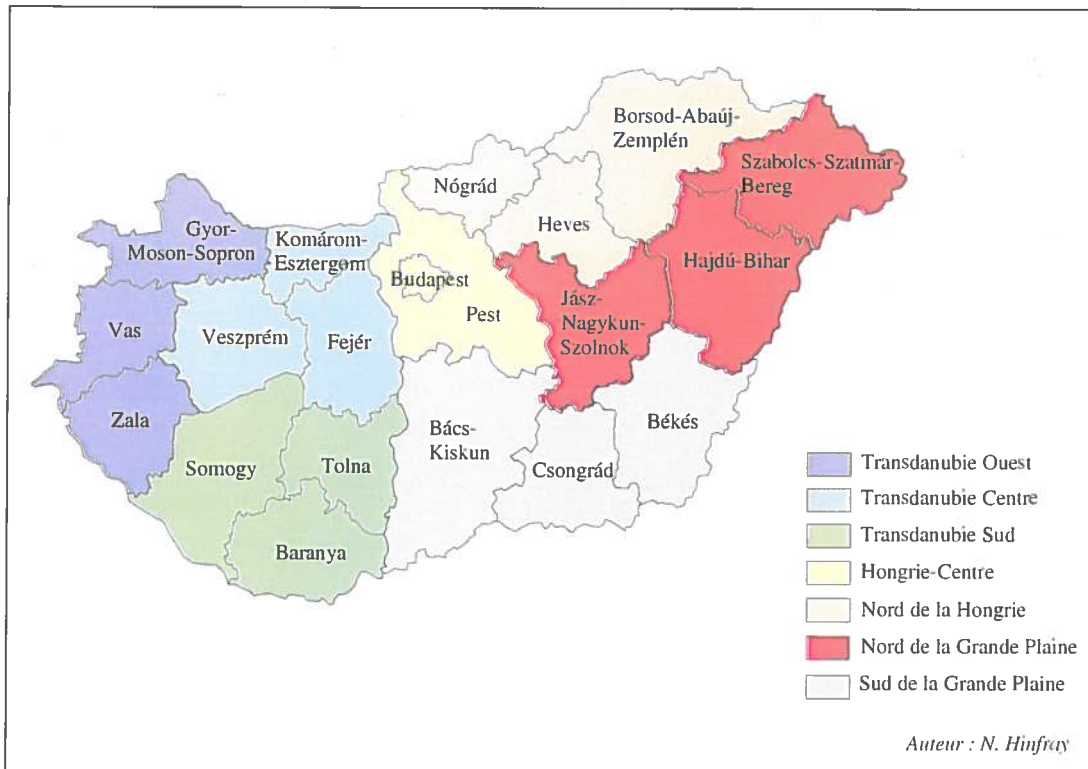 Borsod-Abaúj-
Zemplén
Szabolcs-Szatmár-
Bereg
Nógrád
Heves
Gyor-
Moson-Sopron
Komárom-
Esztergom
Hajdú-Bihar
Budapest
Pest
Jász-
Nagykun-
Szolnok
Vas
Veszprém
Fejér
Zala
Bács-
Kiskun
Békés
Somogy
Tolna
Csongrád
Baranya
Transdanubie Ouest
Transdanubie Centre
Transdanubie Sud
Hongrie-Centre
Nord de la Hongrie
Nord de la Grande Plaine
Sud de la Grande Plaine
Auteur : N. Hinfray